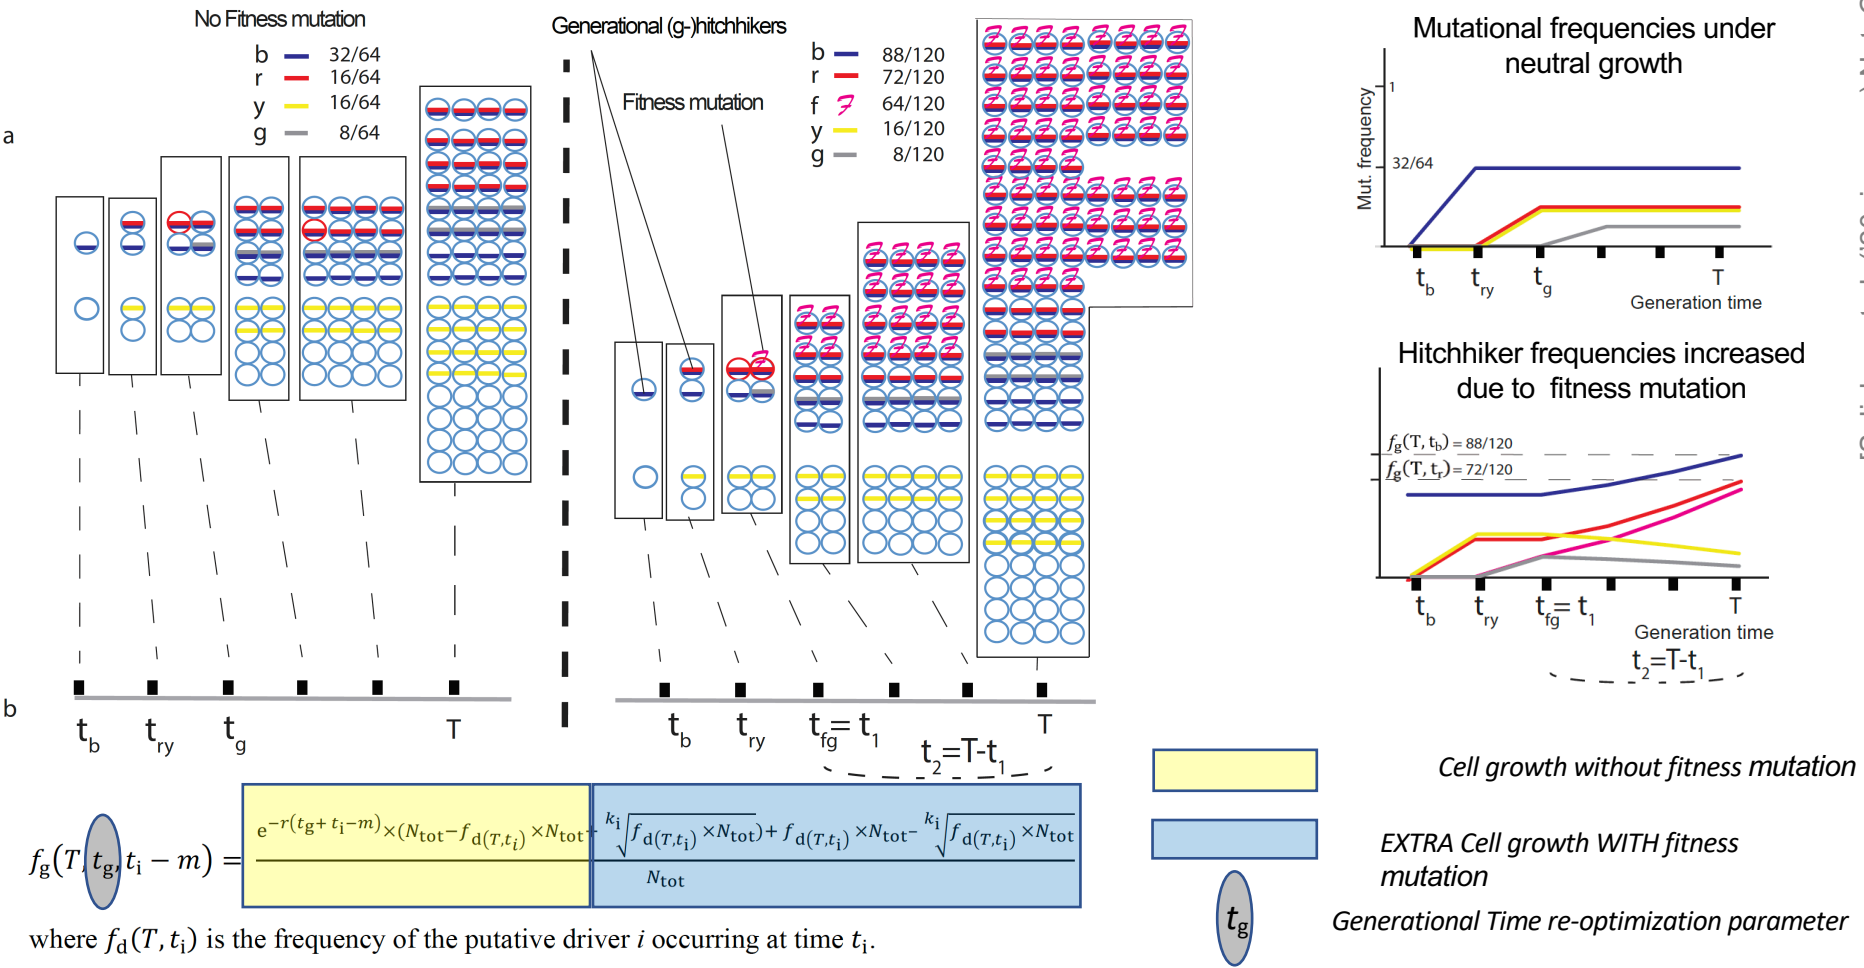 No Fitness mutation
b 32/64
r 16/64
y 16/64
g 8/64
a
Generational (g-)hitchhikers
Fitness mutation
b 88/120
r 72/120
f 64/120
y 16/120
g 8/120
Mutational frequencies under
neutral growth
Mut. frequency
1
32/64
t_b t_ry t_g T
Generation time
Hitchhiker frequencies increased
due to fitness mutation
f_g(T, t_b) = 88/120
f_g(T, t_r) = 72/120
t_b t_ry t_fg= t_1 T
Generation time
t_2=T-t_1
b
t_b t_ry t_g T
t_b t_ry t_fg= t_1 T
t_2=T-t_1
f_g(T, t_g, t_i − m) = e^{−r(t_g+ t_i−m)}×(N_tot−f_d(T,t_i) ×N_tot+ ^{k_i}√(f_d(T,t_i) ×N_tot))+ f_d(T,t_i) ×N_tot− ^{k_i}√(f_d(T,t_i) ×N_tot)
N_tot
where f_d(T, t_i) is the frequency of the putative driver i occurring at time t_i.
Cell growth without fitness mutation
EXTRA Cell growth WITH fitness
mutation
t_g Generational Time re-optimization parameter